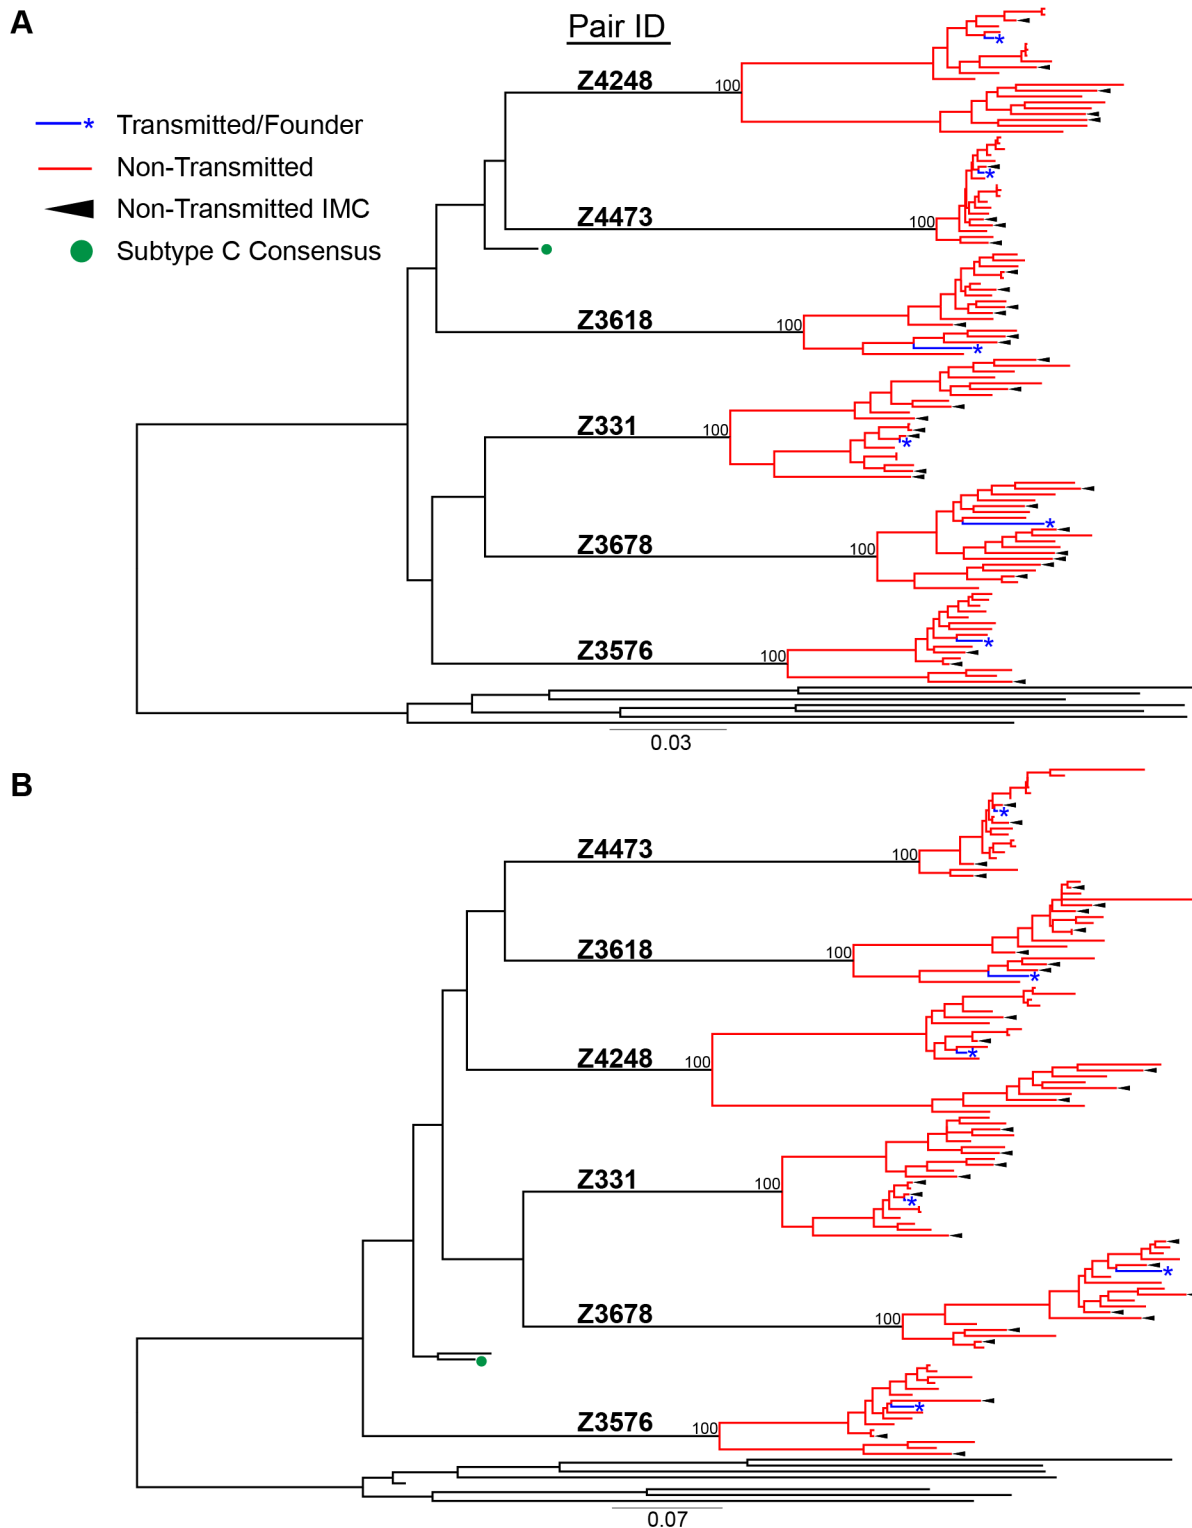 A
Pair ID
Transmitted/Founder
Non-Transmitted
Non-Transmitted IMC
Subtype C Consensus
Z4248
100
Z4473
100
Z3618
100
Z331
100
Z3678
100
Z3576
100
0.03
B
Z4473
100
Z3618
100
Z4248
100
Z331
100
Z3678
100
Z3576
100
0.07